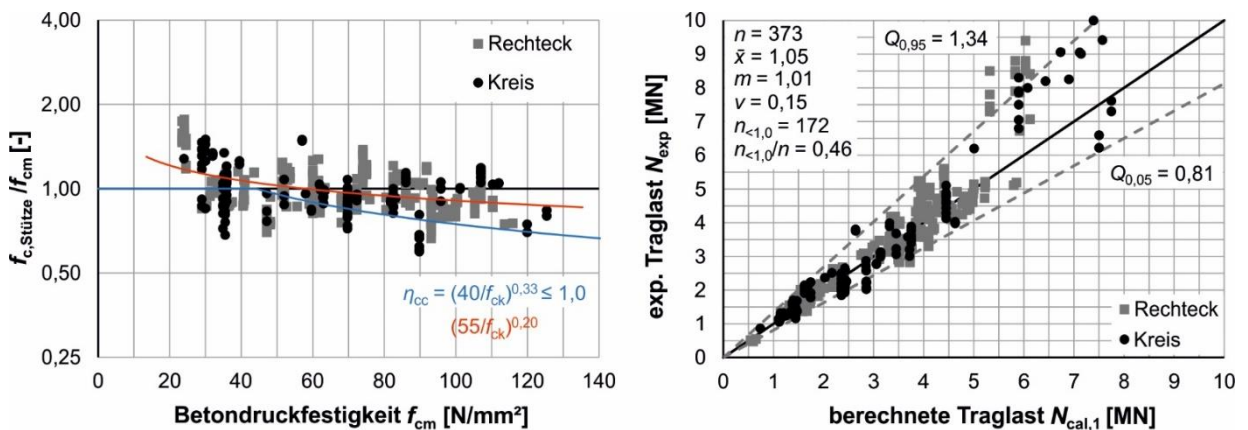 4,00
2,00
1,00
0,50
0,25
f_c,Stütze /f_cm [-]
Rechteck
Kreis
η_cc = (40/f_ck)^0,33 ≤ 1,0
(55/f_ck)^0,20
0 20 40 60 80 100 120 140
Betondruckfestigkeit f_cm [N/mm²]
10
9
8
7
6
5
4
3
2
1
0
exp. Traglast N_exp [MN]
n = 373
x̄ = 1,05
m = 1,01
v = 0,15
n_<1,0 = 172
n_<1,0/n = 0,46
Q_0,95 = 1,34
Q_0,05 = 0,81
Rechteck
Kreis
0 1 2 3 4 5 6 7 8 9 10
berechnete Traglast N_cal,1 [MN]